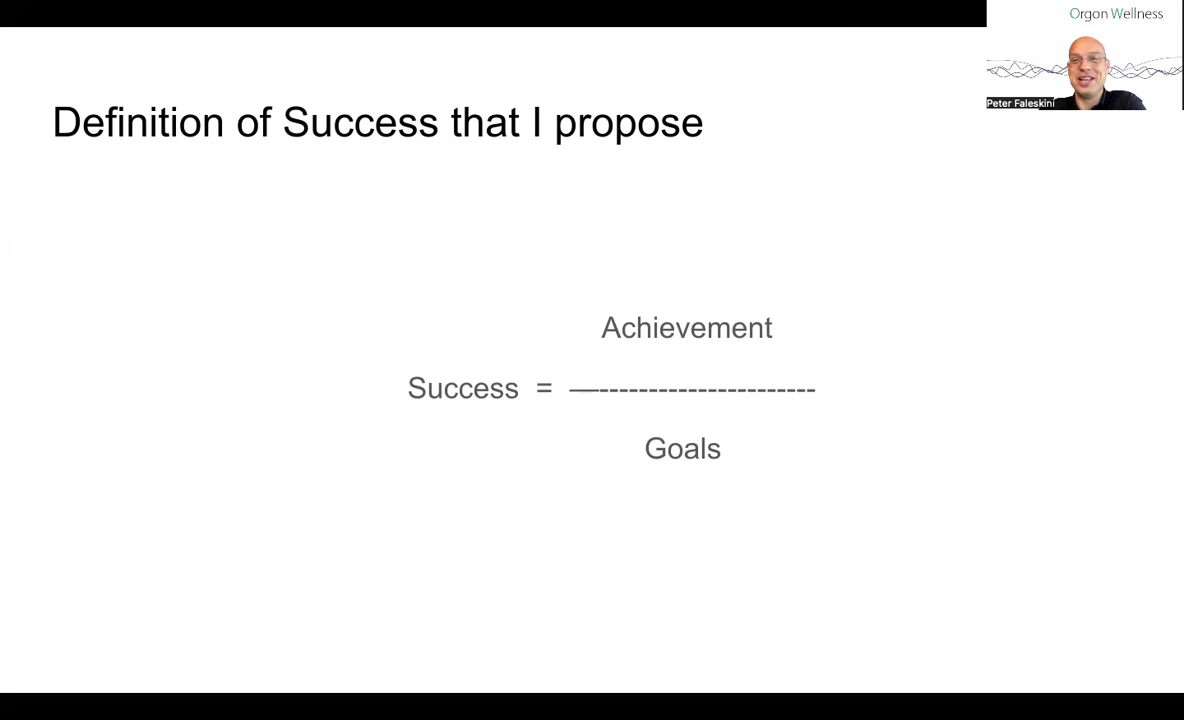 Orgon Wellness
Peter Faleskini
Definition of Success that I propose
Achievement
Success = —----------------------
Goals